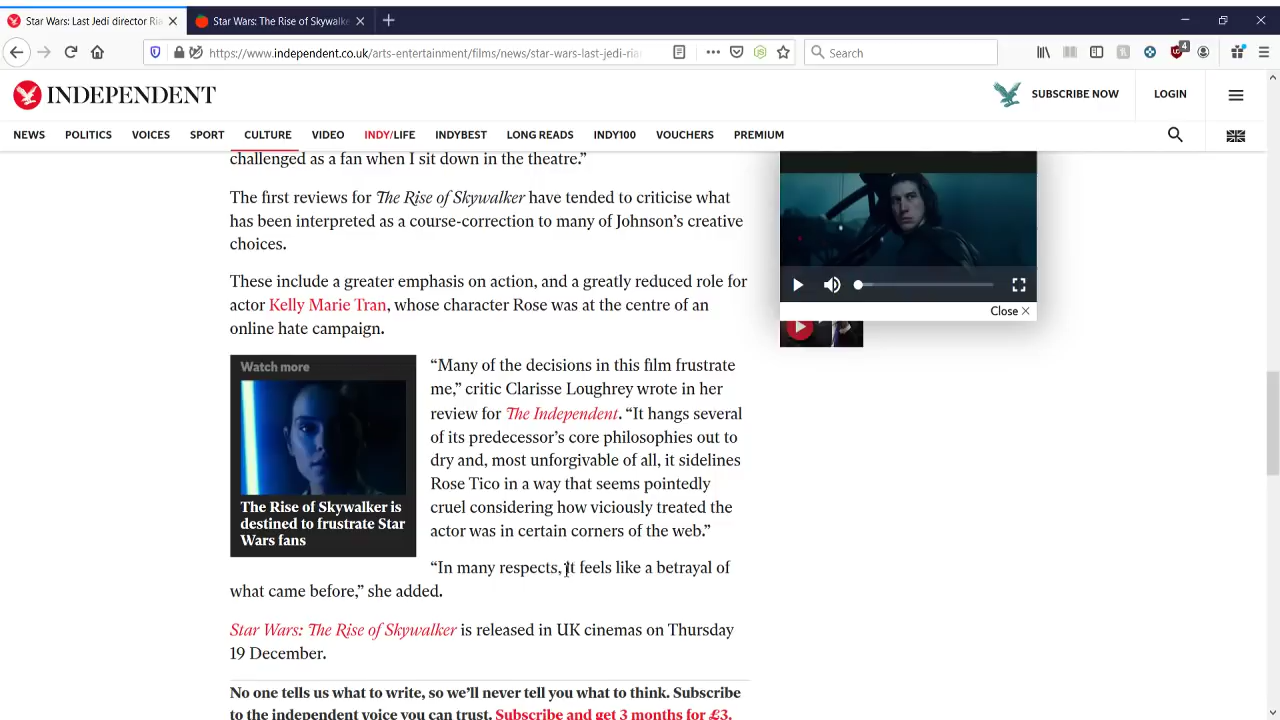 Star Wars: Last Jedi director Ria
Star Wars: The Rise of Skywalke
https://www.independent.co.uk/arts-entertainment/films/news/star-wars-last-jedi-ria
Search
4
INDEPENDENT
SUBSCRIBE NOW
LOGIN
NEWS POLITICS VOICES SPORT CULTURE VIDEO INDY/LIFE INDYBEST LONG READS INDY100 VOUCHERS PREMIUM
challenged as a fan when I sit down in the theatre.”
The first reviews for The Rise of Skywalker have tended to criticise what
has been interpreted as a course-correction to many of Johnson’s creative
choices.
These include a greater emphasis on action, and a greatly reduced role for
actor Kelly Marie Tran, whose character Rose was at the centre of an
online hate campaign.
Close
Watch more
The Rise of Skywalker is
destined to frustrate Star
Wars fans
“Many of the decisions in this film frustrate
me,” critic Clarisse Loughrey wrote in her
review for The Independent. “It hangs several
of its predecessor’s core philosophies out to
dry and, most unforgivable of all, it sidelines
Rose Tico in a way that seems pointedly
cruel considering how viciously treated the
actor was in certain corners of the web.”
“In many respects, it feels like a betrayal of
what came before,” she added.
Star Wars: The Rise of Skywalker is released in UK cinemas on Thursday
19 December.
No one tells us what to write, so we’ll never tell you what to think. Subscribe
to the independent voice you can trust. Subscribe and get 3 months for £3.